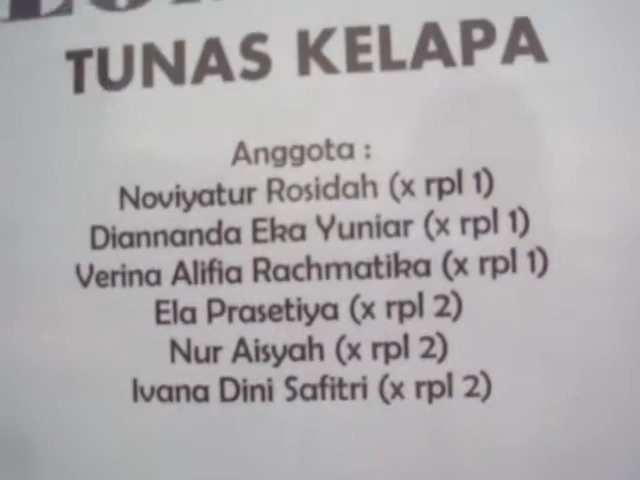 TUNAS KELAPA
Anggota :
Noviyatur Rosidah (x rpl 1)
Diannanda Eka Yuniar (x rpl 1)
Verina Alifia Rachmatika (x rpl 1)
Ela Prasetiya (x rpl 2)
Nur Aisyah (x rpl 2)
Ivana Dini Safitri (x rpl 2)